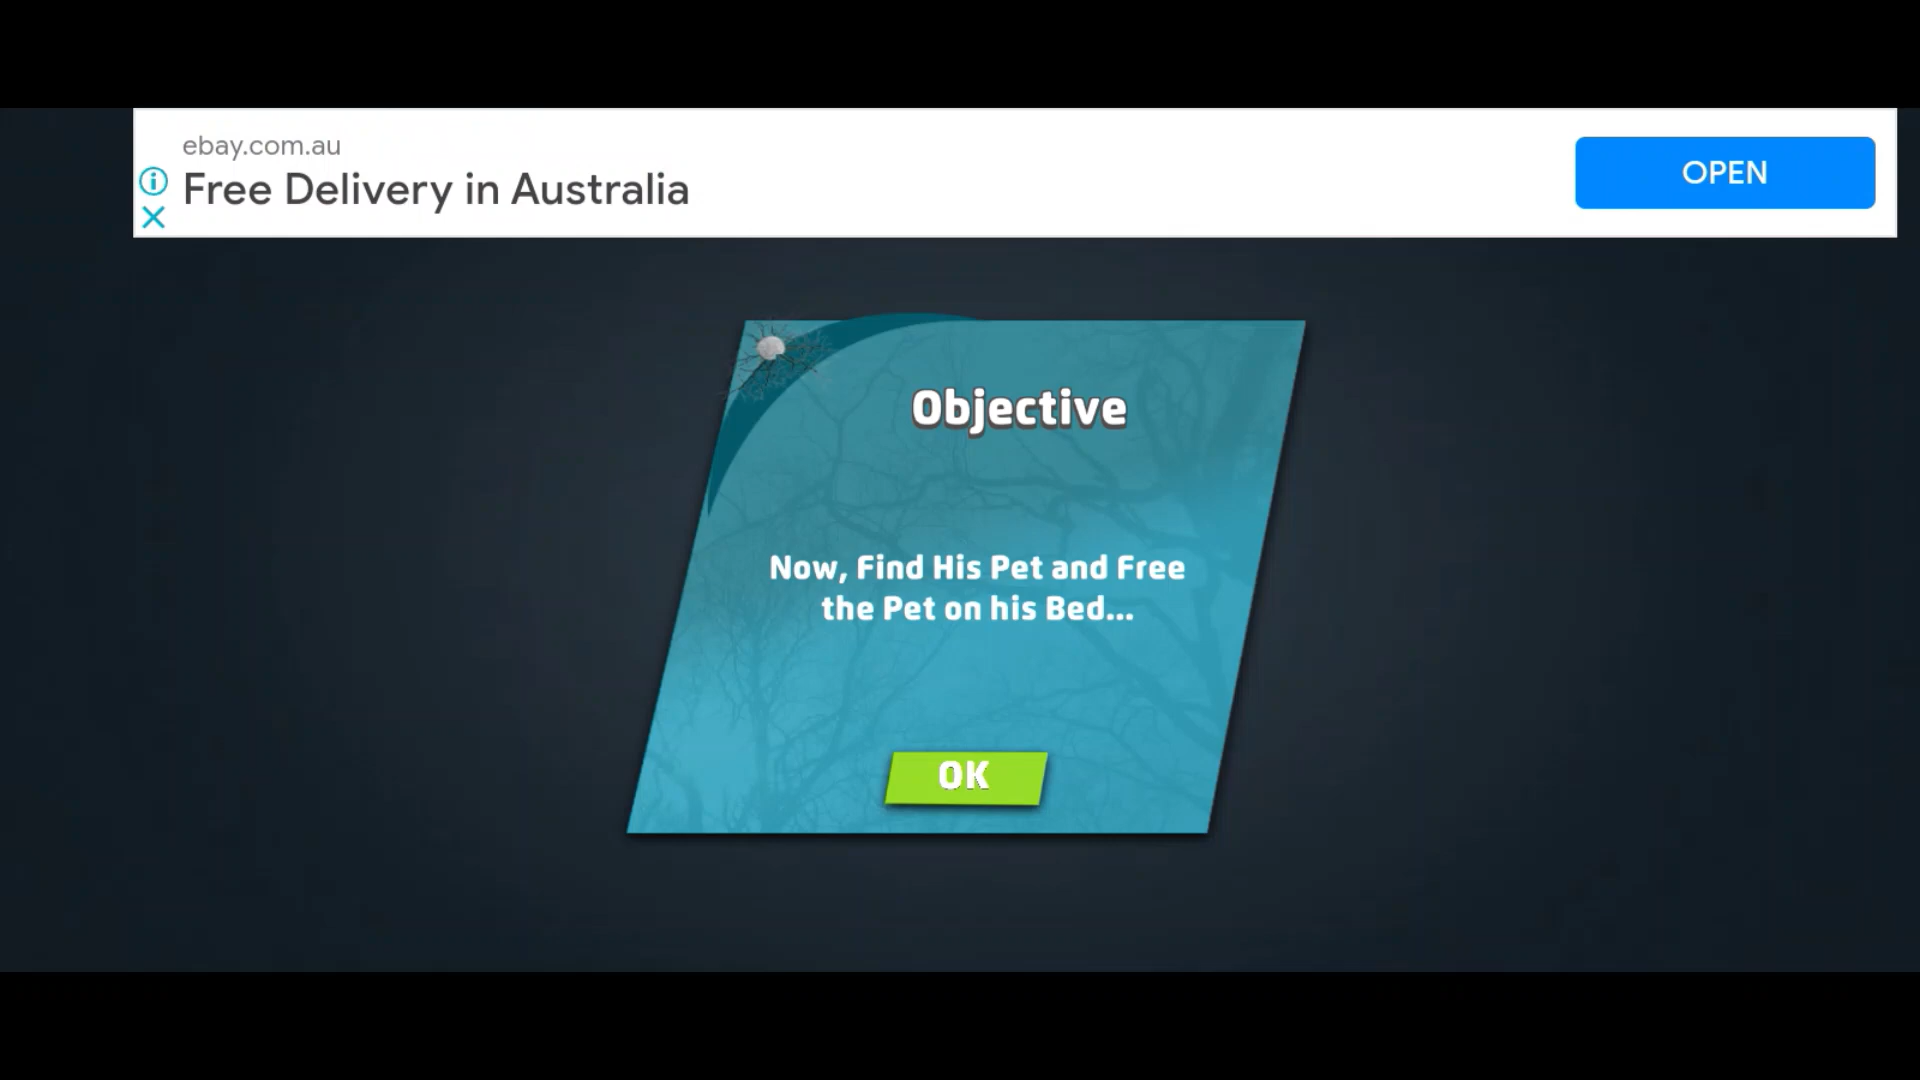 ebay.com.au
Free Delivery in Australia
OPEN
Objective
Now, Find His Pet and Free
the Pet on his Bed...
OK